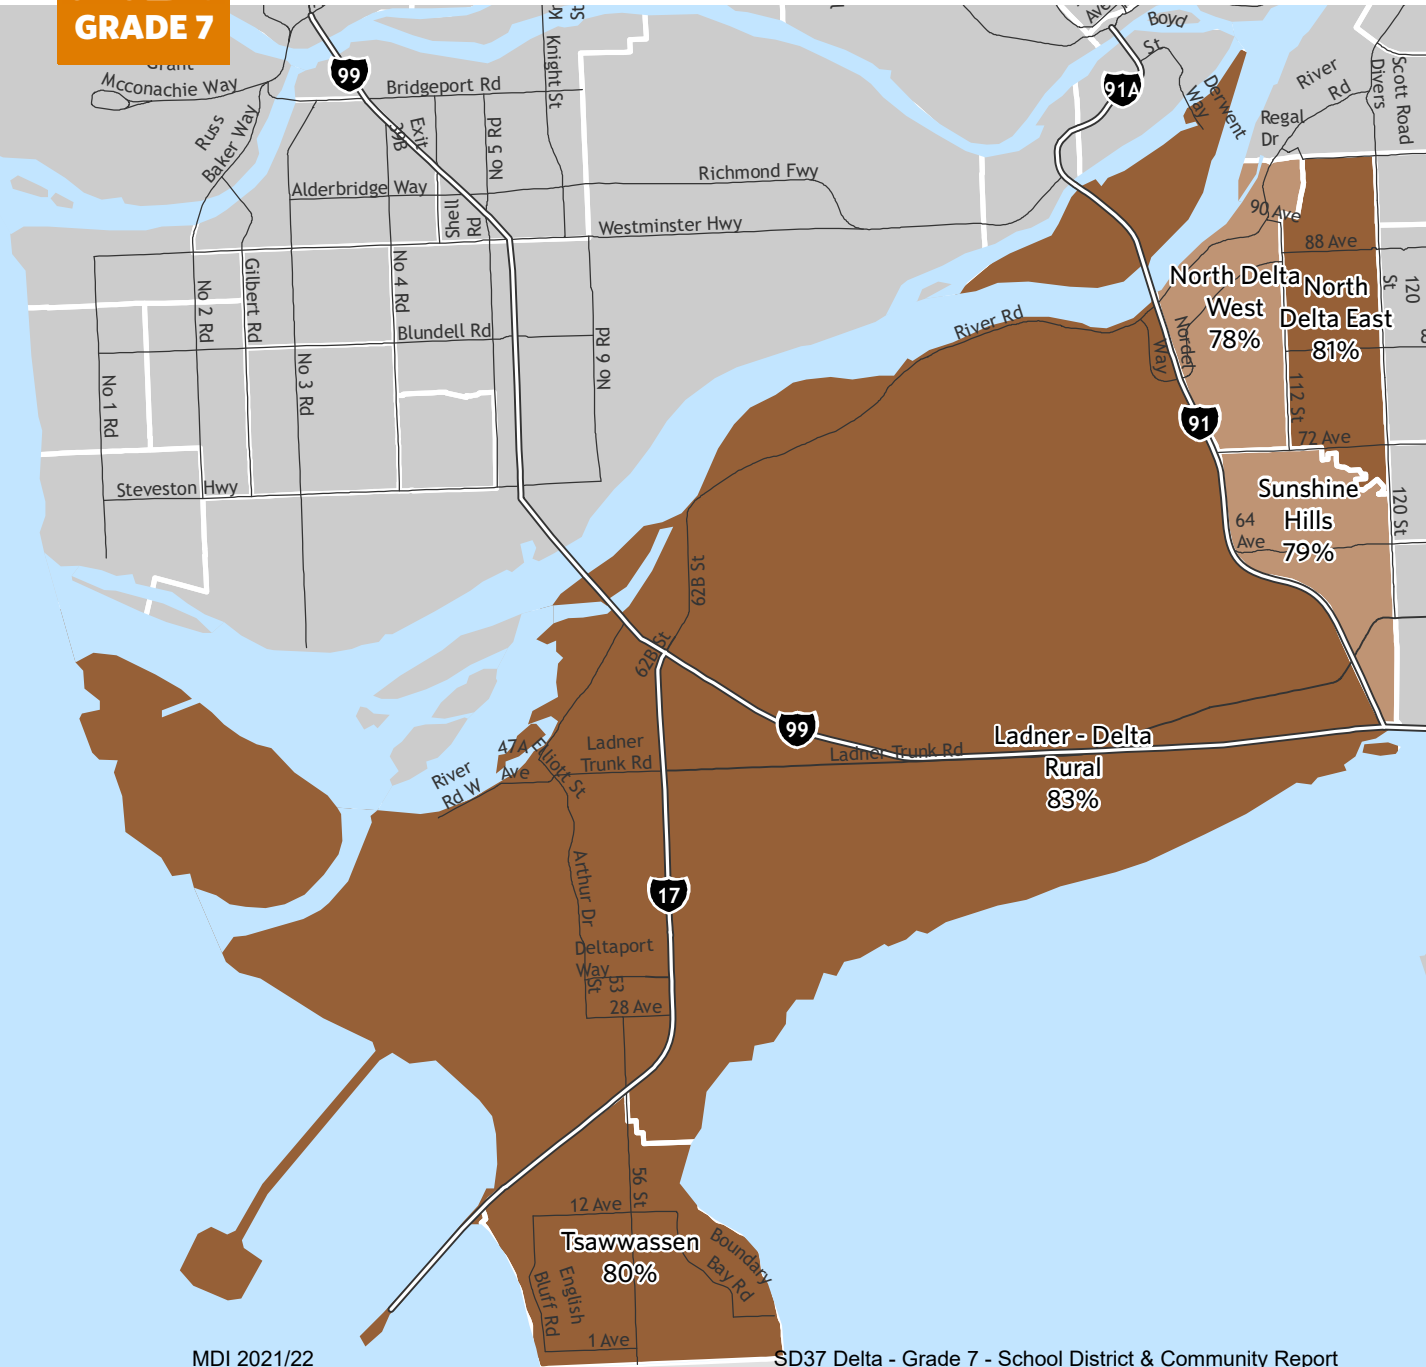 GRADE 7
Mcconachie Way
99
Bridgeport Rd
Knight St
St
Russ
Baker Way
39B
Exit
No 5 Rd
Alderbridge Way
Shell
Rd
Richmond Fwy
Westminster Hwy
91A
Ave
Boyd
St
Derwent
Way
River
Rd
Regal
Dr
Divers
Scott Road
90 Ave
88 Ave
120
St
North Delta
West
78%
North
Delta East
81%
No 2 Rd
Gilbert Rd
No 4 Rd
Blundell Rd
No 3 Rd
No 1 Rd
No 6 Rd
Steveston Hwy
River Rd
Nordel
Way
91
112 St
72 Ave
Sunshine
Hills
79%
64
Ave
120 St
62B St
62B St
99
Ladner
Trunk Rd
Ladner Trunk Rd
Ladner - Delta
Rural
83%
47A
Ave
Elliott St
River
Rd W
17
Arthur Dr
Deltaport
Way
53
St
28 Ave
56 St
12 Ave
Tsawwassen
80%
Boundary
Bay Rd
English
Bluff Rd
1 Ave
MDI 2021/22
SD37 Delta - Grade 7 - School District & Community Report